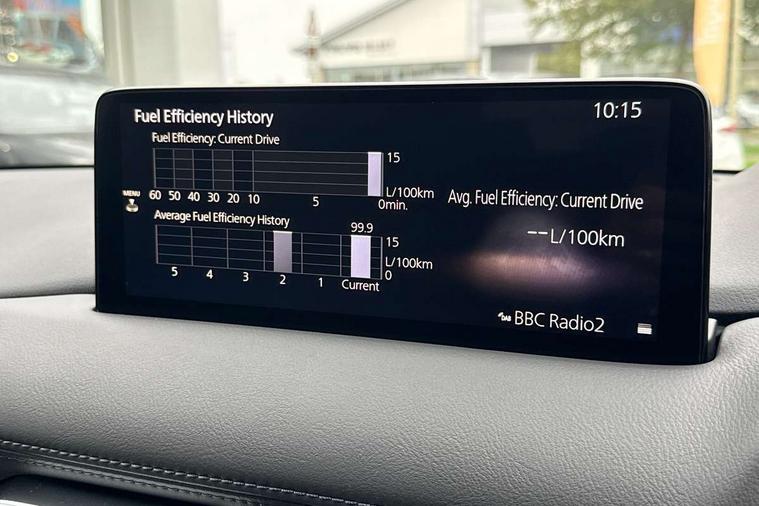 Fuel Efficiency History
10:15
Fuel Efficiency: Current Drive
15
L/100km
60 50 40 30 20 10 5 0min.
MENU
Avg. Fuel Efficiency: Current Drive
--L/100km
Average Fuel Efficiency History
99.9
15
L/100km
0
5 4 3 2 1 Current
DAB BBC Radio2